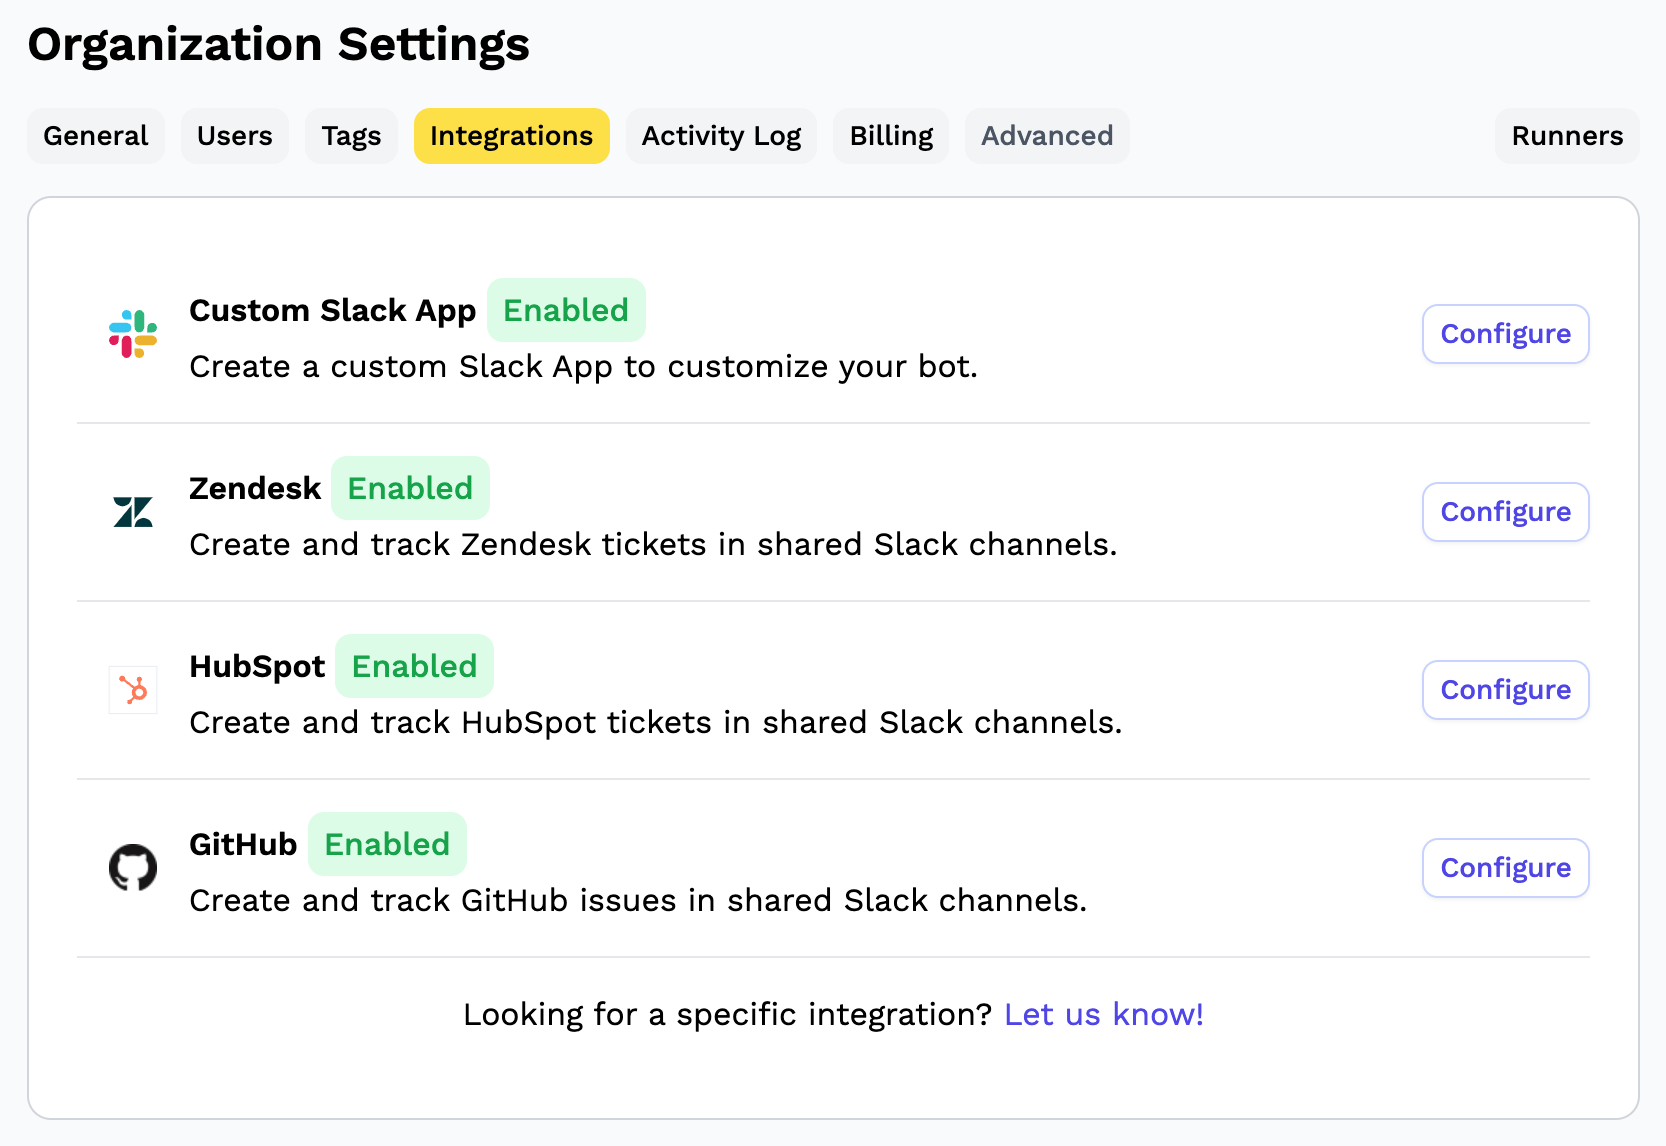 Organization Settings
General Users Tags Integrations Activity Log Billing Advanced Runners
Custom Slack App Enabled
Create a custom Slack App to customize your bot.
Configure
Zendesk Enabled
Create and track Zendesk tickets in shared Slack channels.
Configure
HubSpot Enabled
Create and track HubSpot tickets in shared Slack channels.
Configure
GitHub Enabled
Create and track GitHub issues in shared Slack channels.
Configure
Looking for a specific integration? Let us know!